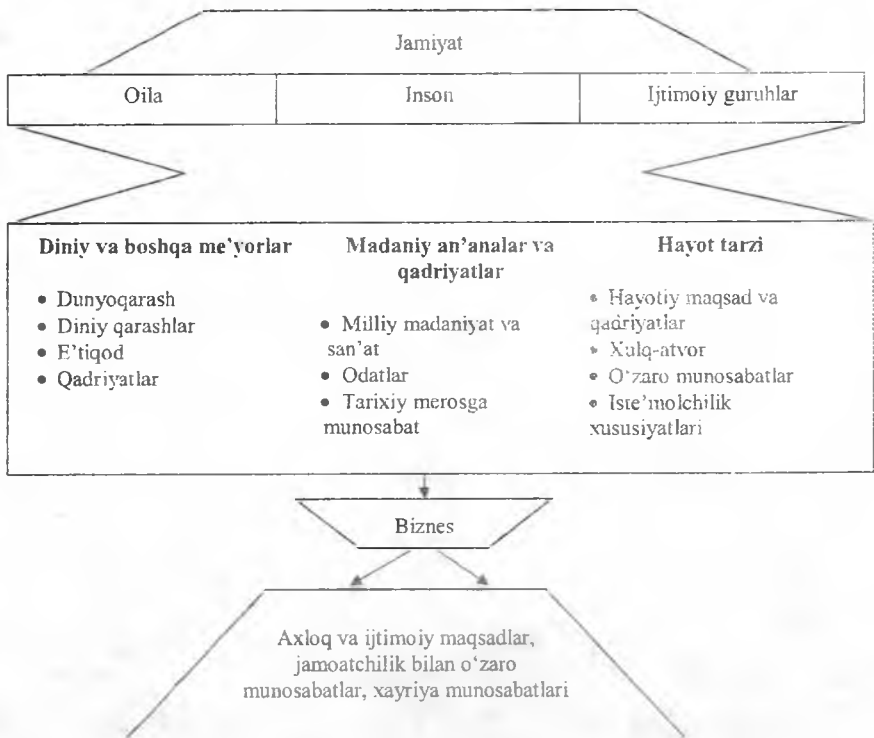 Jamiyat
Oila
Inson
Ijtimoiy guruhlar
Diniy va boshqa me'yorlar
• Dunyoqarash
• Diniy qarashlar
• E'tiqod
• Qadriyatlar
Madaniy an'analar va
qadriyatlar
• Milliy madaniyat va
san'at
• Odatlar
• Tarixiy merosga
munosabat
Hayot tarzi
• Hayotiy maqsad va
qadriyatlar
• Xulq-atvor
• O‘zaro munosabatlar
• Iste'molchilik
xususiyatlari
Biznes
Axloq va ijtimoiy maqsadlar,
jamoatchilik bilan o‘zaro
munosabatlar, xayriya munosabatlari